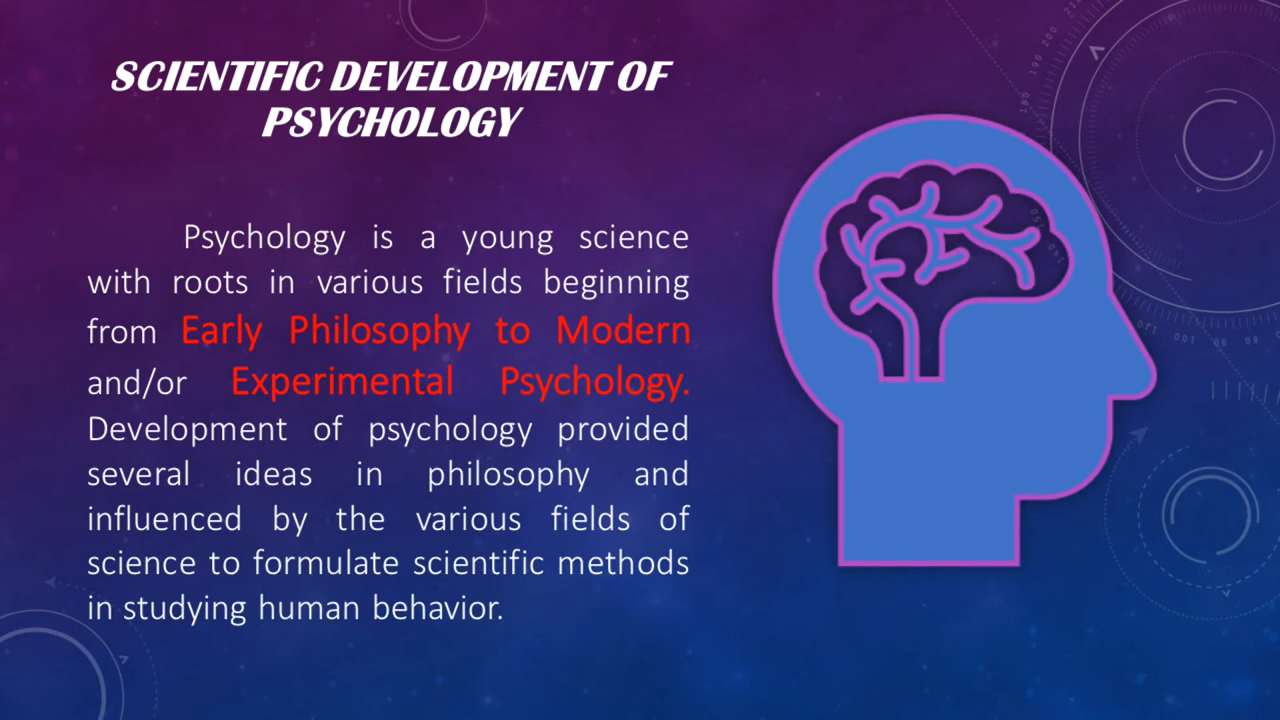 SCIENTIFIC DEVELOPMENT OF
PSYCHOLOGY
Psychology is a young science
with roots in various fields beginning
from Early Philosophy to Modern
and/or Experimental Psychology.
Development of psychology provided
several ideas in philosophy and
influenced by the various fields of
science to formulate scientific methods
in studying human behavior.